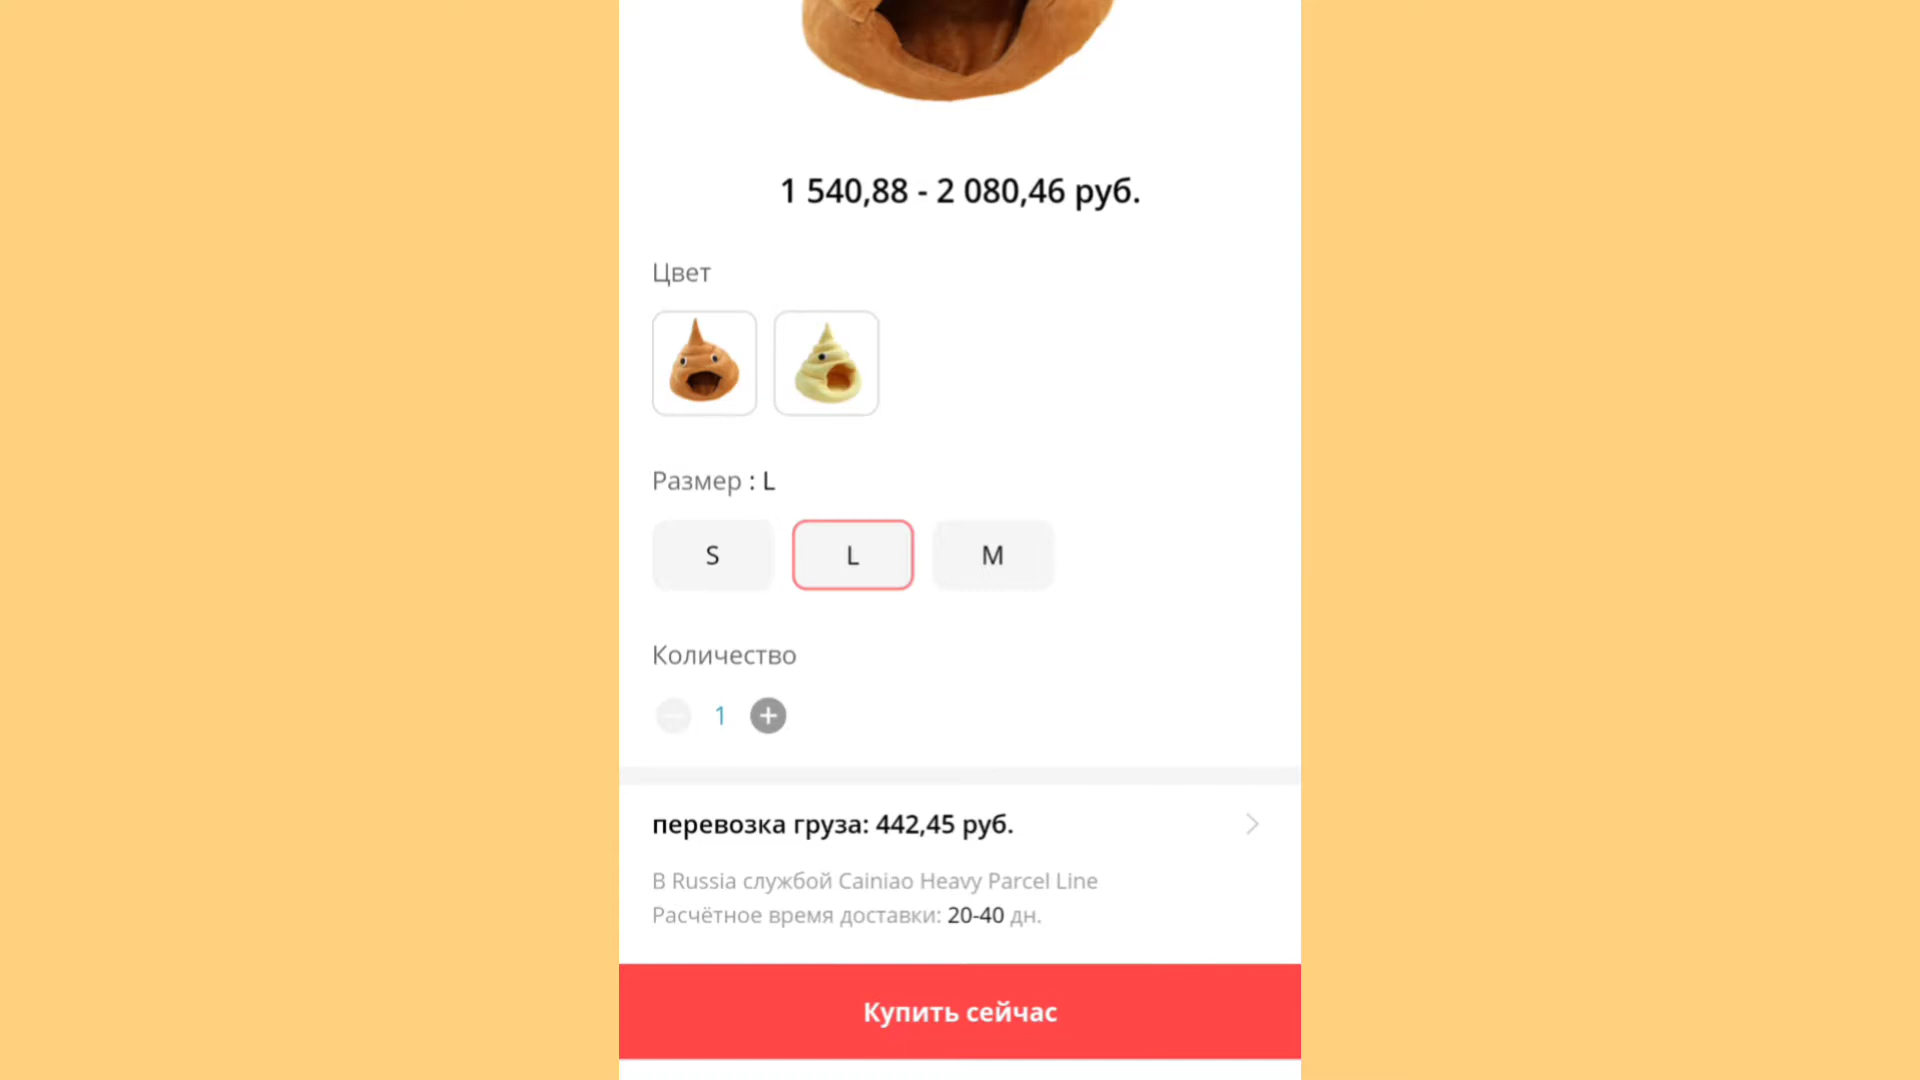 1 540,88 - 2 080,46 руб.
Цвет
Размер : L
S L M
Количество
1
перевозка груза: 442,45 руб.
В Russia службой Cainiao Heavy Parcel Line
Расчётное время доставки: 20-40 дн.
Купить сейчас